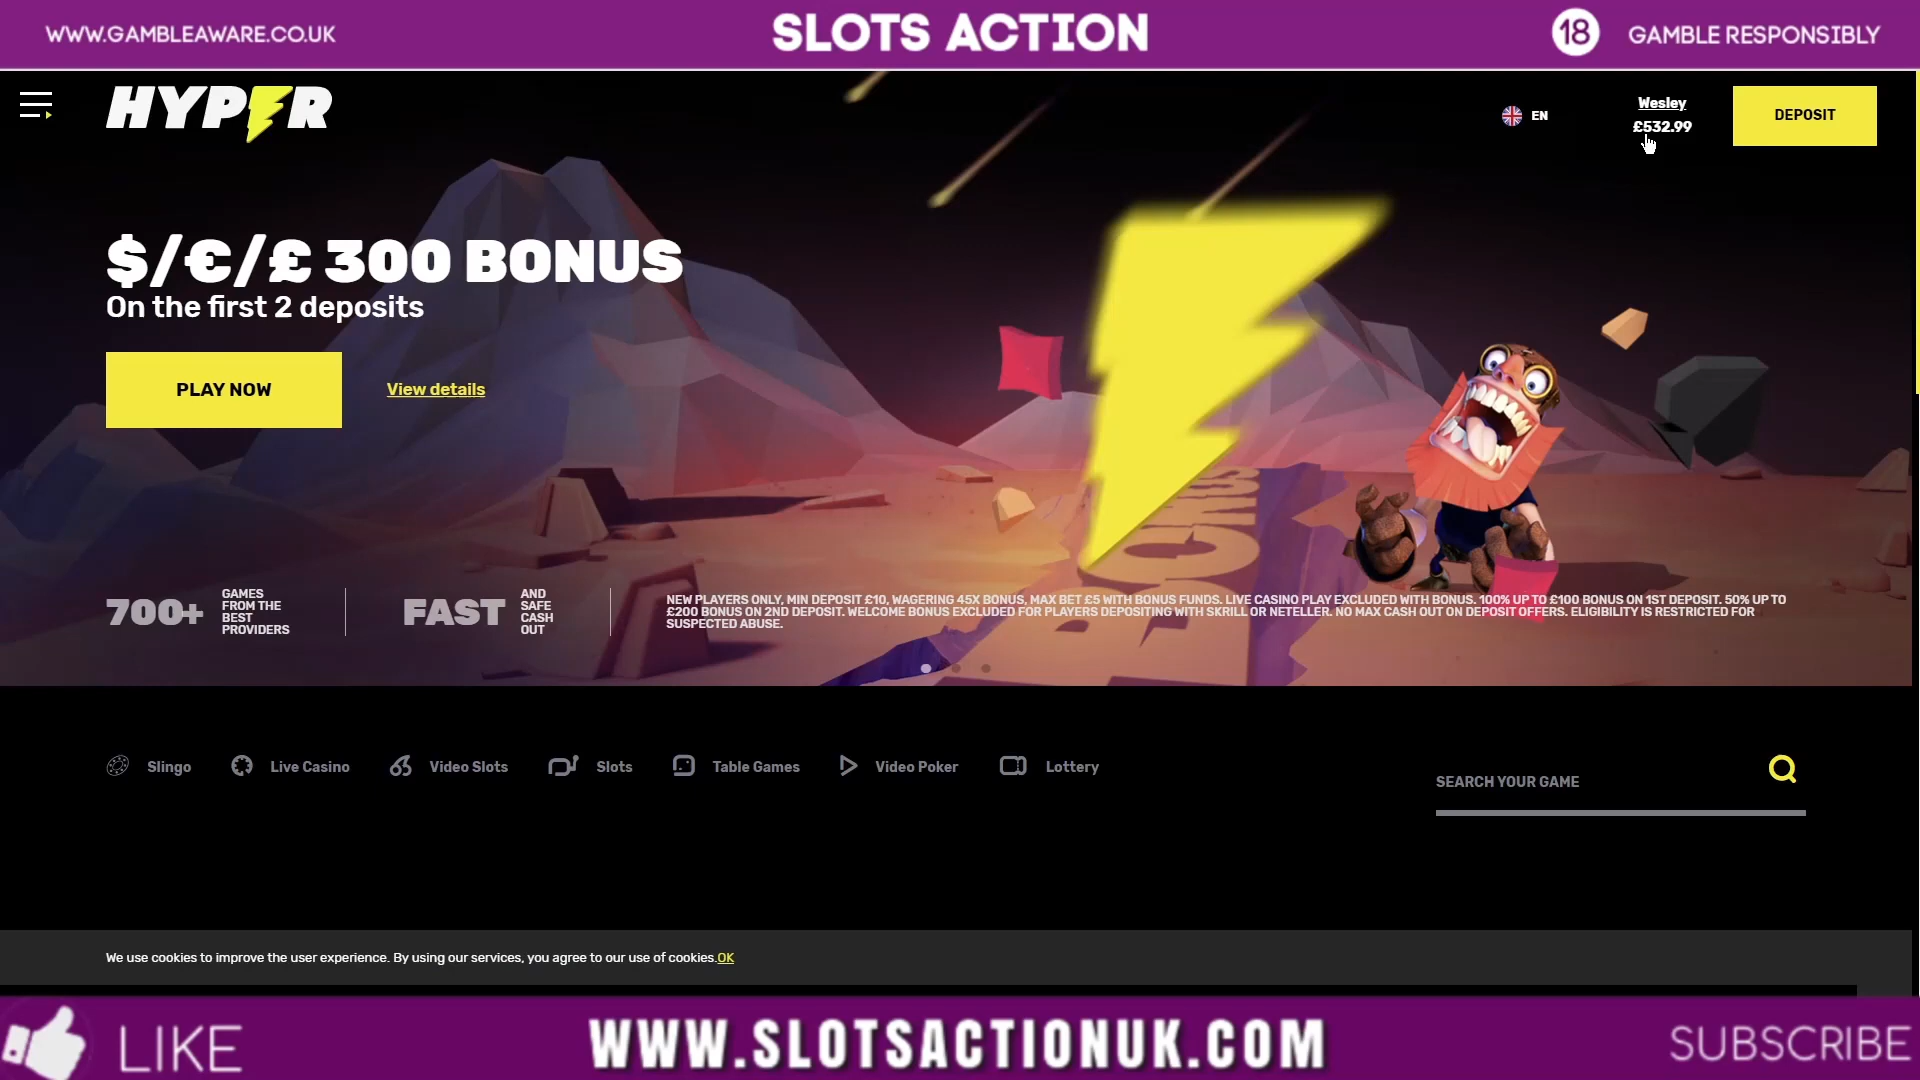 WWW.GAMBLEAWARE.CO.UK
SLOTS ACTION
18
GAMBLE RESPONSIBLY
HYPER
EN
Wesley
£532.99
DEPOSIT
$/€/£ 300 BONUS
On the first 2 deposits
PLAY NOW
View details
700+
GAMES
FROM THE
BEST
PROVIDERS
FAST
AND
SAFE
CASH
OUT
NEW PLAYERS ONLY, MIN DEPOSIT £10, WAGERING 45X BONUS, MAX BET £5 WITH BONUS FUNDS. LIVE CASINO PLAY EXCLUDED WITH BONUS. 100% UP TO £100 BONUS ON 1ST DEPOSIT. 50% UP TO
£200 BONUS ON 2ND DEPOSIT. WELCOME BONUS EXCLUDED FOR PLAYERS DEPOSITING WITH SKRILL OR NETELLER. NO MAX CASH OUT ON DEPOSIT OFFERS. ELIGIBILITY IS RESTRICTED FOR
SUSPECTED ABUSE.
Slingo
Live Casino
Video Slots
Slots
Table Games
Video Poker
Lottery
SEARCH YOUR GAME
We use cookies to improve the user experience. By using our services, you agree to our use of cookies.OK
LIKE
WWW.SLOTSACTIONUK.COM
SUBSCRIBE